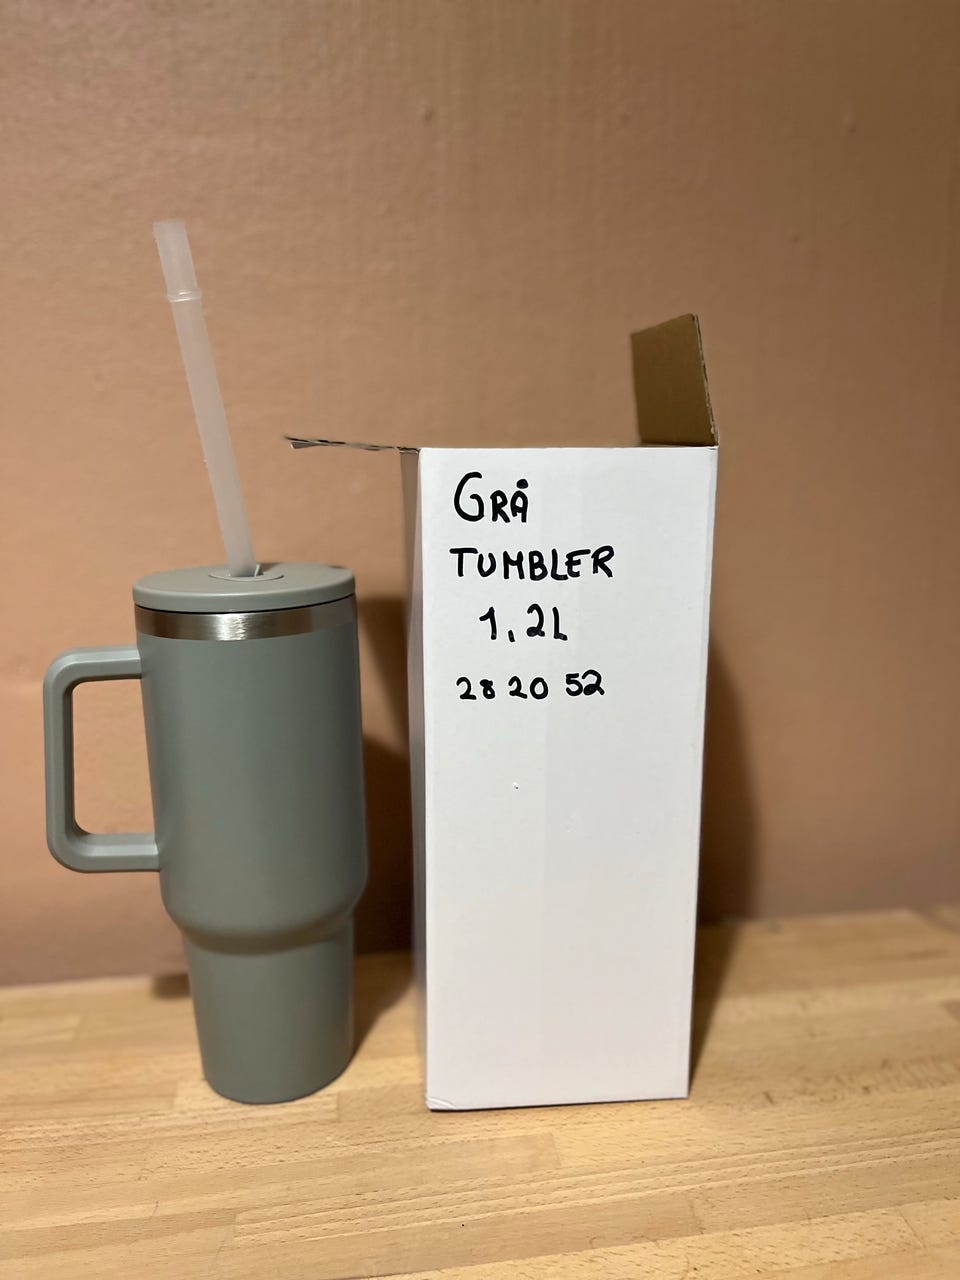 GRÅ
TUMBLER
1,2L
28 20 52